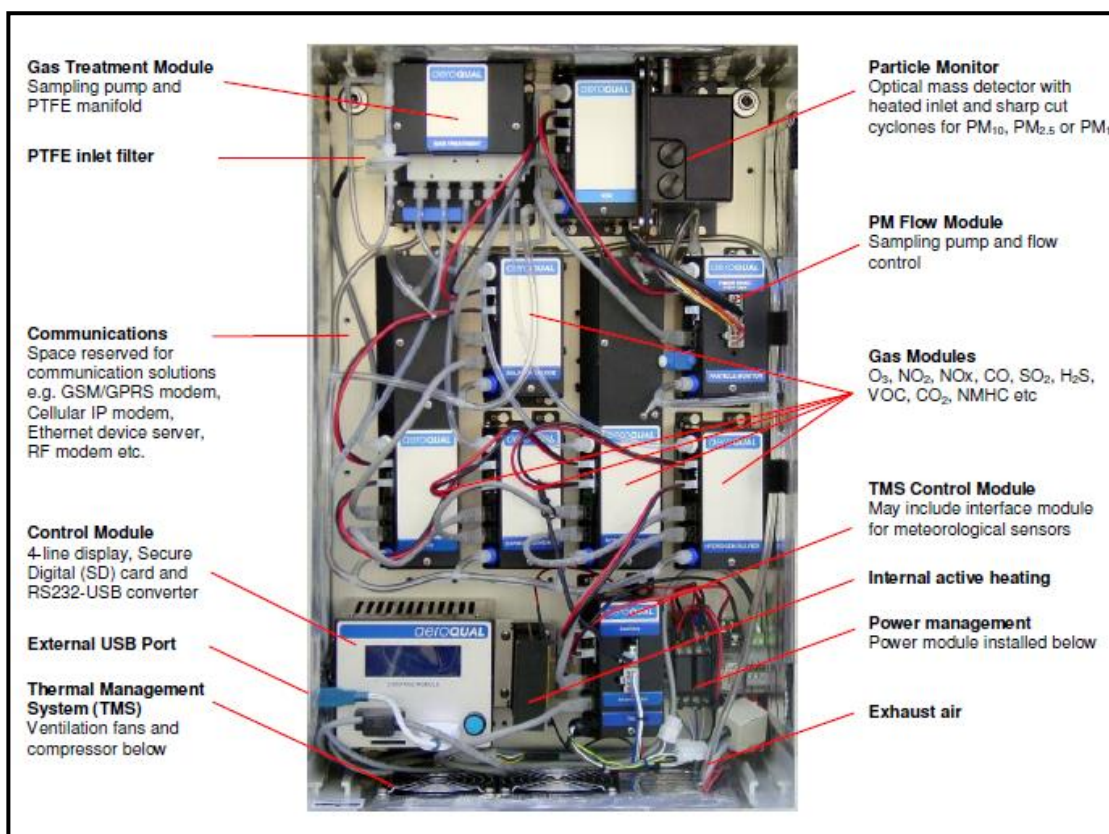 Gas Treatment Module
Sampling pump and
PTFE manifold
PTFE inlet filter
Communications
Space reserved for
communication solutions
e.g. GSM/GPRS modem,
Cellular IP modem,
Ethernet device server,
RF modem etc.
Control Module
4-line display, Secure
Digital (SD) card and
RS232-USB converter
External USB Port
Thermal Management
System (TMS)
Ventilation fans and
compressor below
aeroQUAL
GAS TREATMENT
aeroQUAL
aeroQUAL
aeroQUAL
PARTICLE MONITOR
aeroQUAL
aeroQUAL
aeroQUAL
aeroQUAL
aeroQUAL
CONTROL MODULE
Particle Monitor
Optical mass detector with
heated inlet and sharp cut
cyclones for PM₁₀, PM₂.₅ or PM₁
PM Flow Module
Sampling pump and flow
control
Gas Modules
O₃, NO₂, NOx, CO, SO₂, H₂S,
VOC, CO₂, NMHC etc
TMS Control Module
May include interface module
for meteorological sensors
Internal active heating
Power management
Power module installed below
Exhaust air